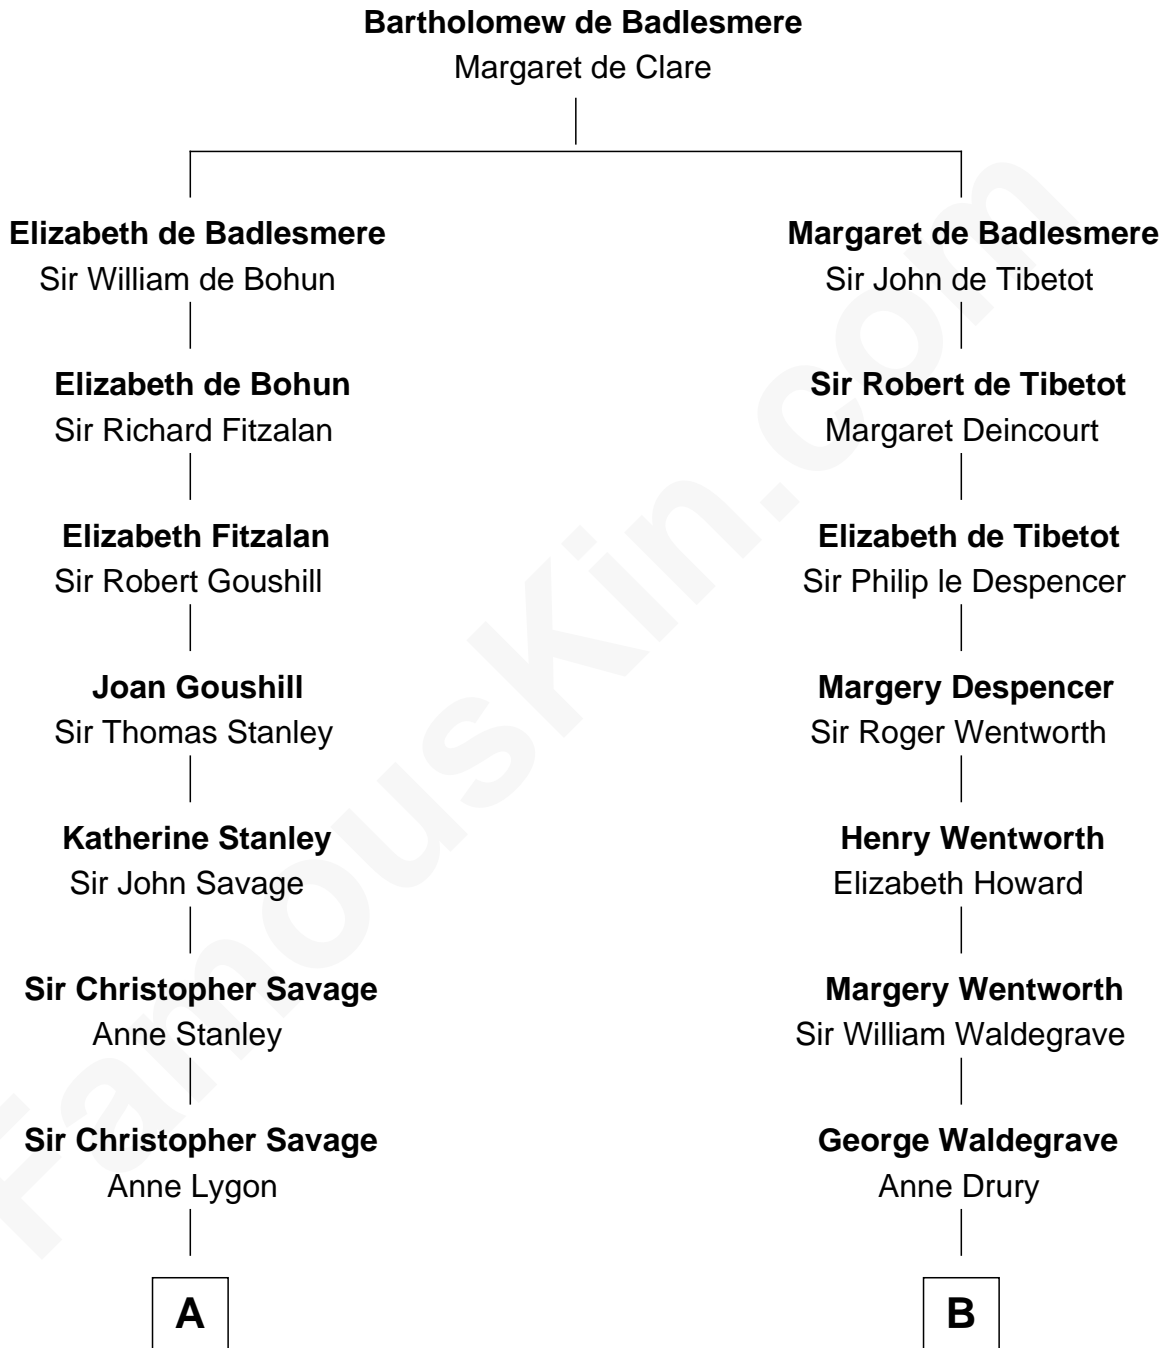 Bartholomew de Badlesmere
Margaret de Clare
Elizabeth de Badlesmere
Sir William de Bohun
Elizabeth de Bohun
Sir Richard Fitzalan
Elizabeth Fitzalan
Sir Robert Goushill
Joan Goushill
Sir Thomas Stanley
Katherine Stanley
Sir John Savage
Sir Christopher Savage
Anne Stanley
Sir Christopher Savage
Anne Lygon
A
Margaret de Badlesmere
Sir John de Tibetot
Sir Robert de Tibetot
Margaret Deincourt
Elizabeth de Tibetot
Sir Philip le Despencer
Margery Despencer
Sir Roger Wentworth
Henry Wentworth
Elizabeth Howard
Margery Wentworth
Sir William Waldegrave
George Waldegrave
Anne Drury
B
FamousKin.com